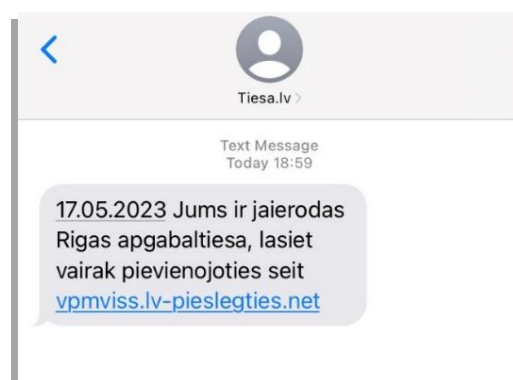 Tiesa.lv >
Text Message
Today 18:59
17.05.2023 Jums ir jaierodas
Rigas apgabaltiesa, lasiet
vairak pievienojoties seit
vpmviss.lv-pieslegties.net